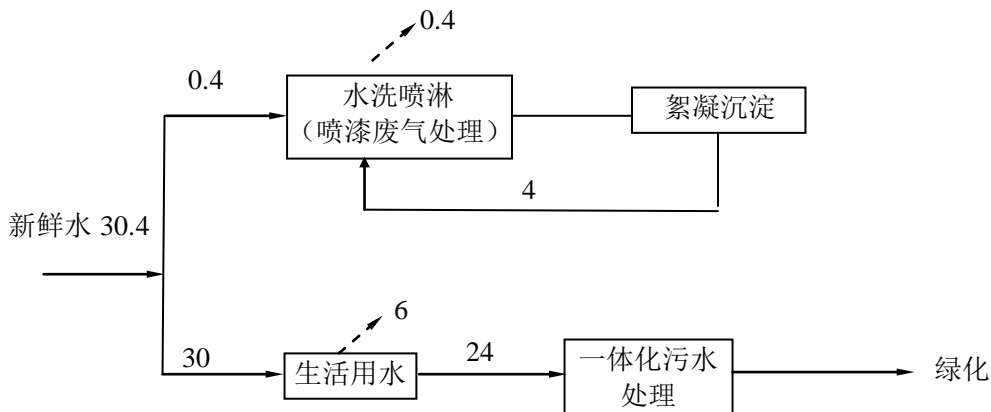 0.4
0.4
水洗喷淋
（喷漆废气处理）
絮凝沉淀
4
新鲜水 30.4
6
30
生活用水
24
一体化污水
处理
绿化